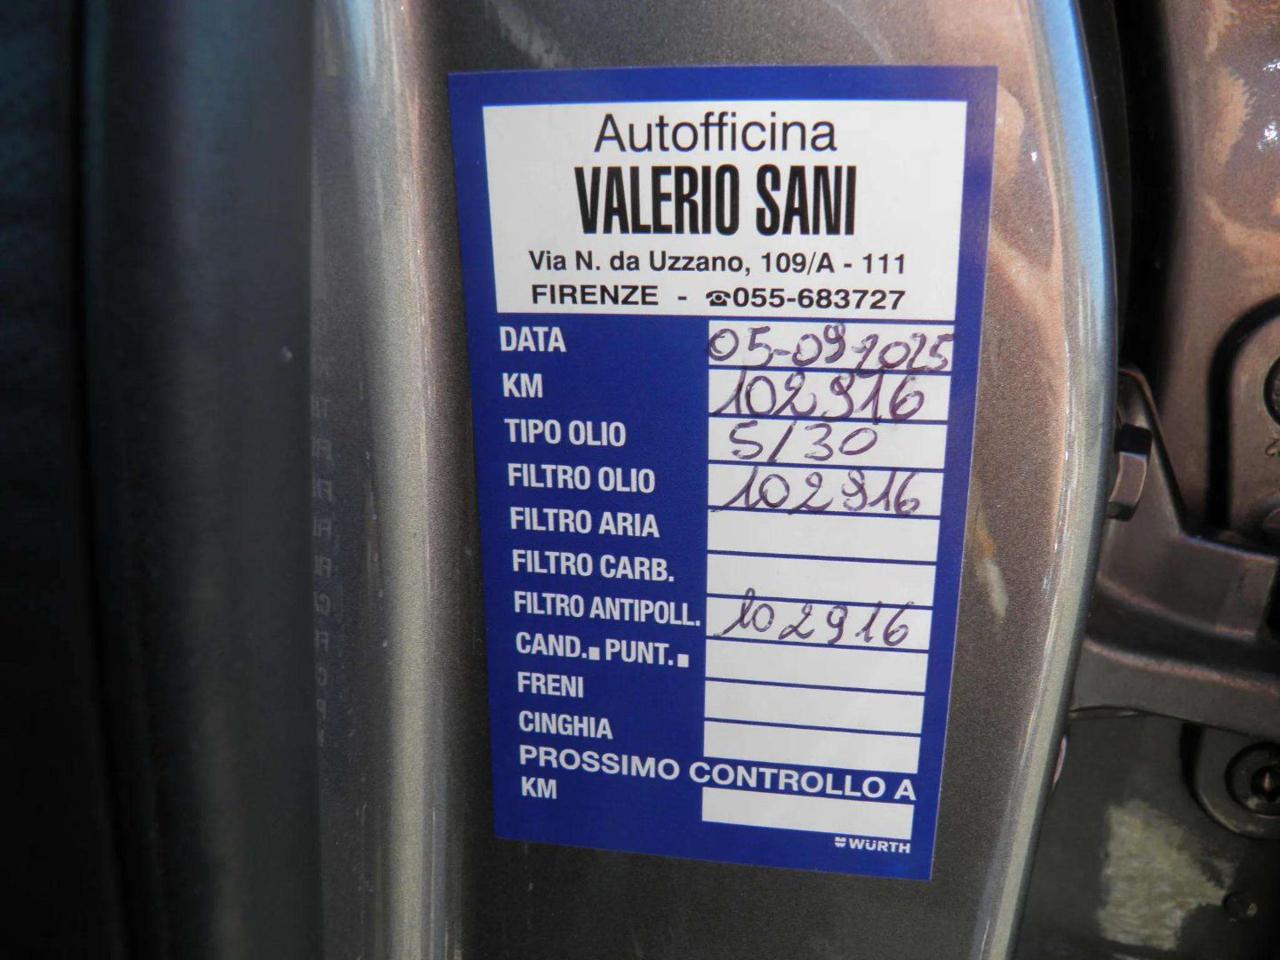 Autofficina
VALERIO SANI
Via N. da Uzzano, 109/A - 111
FIRENZE - ☎055-683727
DATA 05-09-2025
KM 102916
TIPO OLIO 5/30
FILTRO OLIO 102916
FILTRO ARIA
FILTRO CARB.
FILTRO ANTIPOLL. 102916
CAND.■ PUNT.■
FRENI
CINGHIA
PROSSIMO CONTROLLO A
KM
WÜRTH